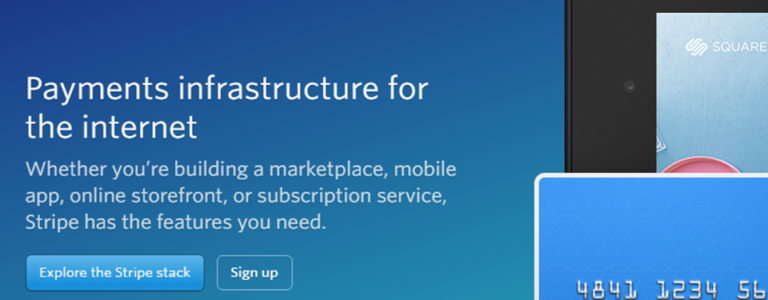 SQUARE
Payments infrastructure for
the internet
Whether you're building a marketplace, mobile
app, online storefront, or subscription service,
Stripe has the features you need.
Explore the Stripe stack
Sign up
4841 1234 56